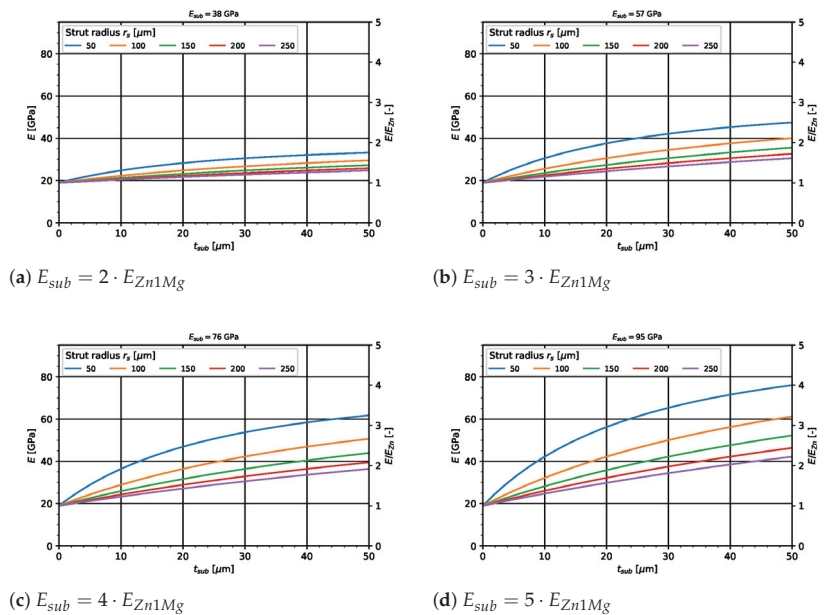 E_sub = 38 GPa
Strut radius r_s [μm]
50 100 150 200 250
E [GPa]
0 20 40 60 80
E/E_Zn [-]
0 1 2 3 4 5
0 10 20 30 40 50
t_sub [μm]
(a) E_sub = 2 · E_Zn1Mg
E_sub = 57 GPa
Strut radius r_s [μm]
50 100 150 200 250
E [GPa]
0 20 40 60 80
E/E_Zn [-]
0 1 2 3 4 5
0 10 20 30 40 50
t_sub [μm]
(b) E_sub = 3 · E_Zn1Mg
E_sub = 76 GPa
Strut radius r_s [μm]
50 100 150 200 250
E [GPa]
0 20 40 60 80
E/E_Zn [-]
0 1 2 3 4 5
0 10 20 30 40 50
t_sub [μm]
(c) E_sub = 4 · E_Zn1Mg
E_sub = 95 GPa
Strut radius r_s [μm]
50 100 150 200 250
E [GPa]
0 20 40 60 80
E/E_Zn [-]
0 1 2 3 4 5
0 10 20 30 40 50
t_sub [μm]
(d) E_sub = 5 · E_Zn1Mg